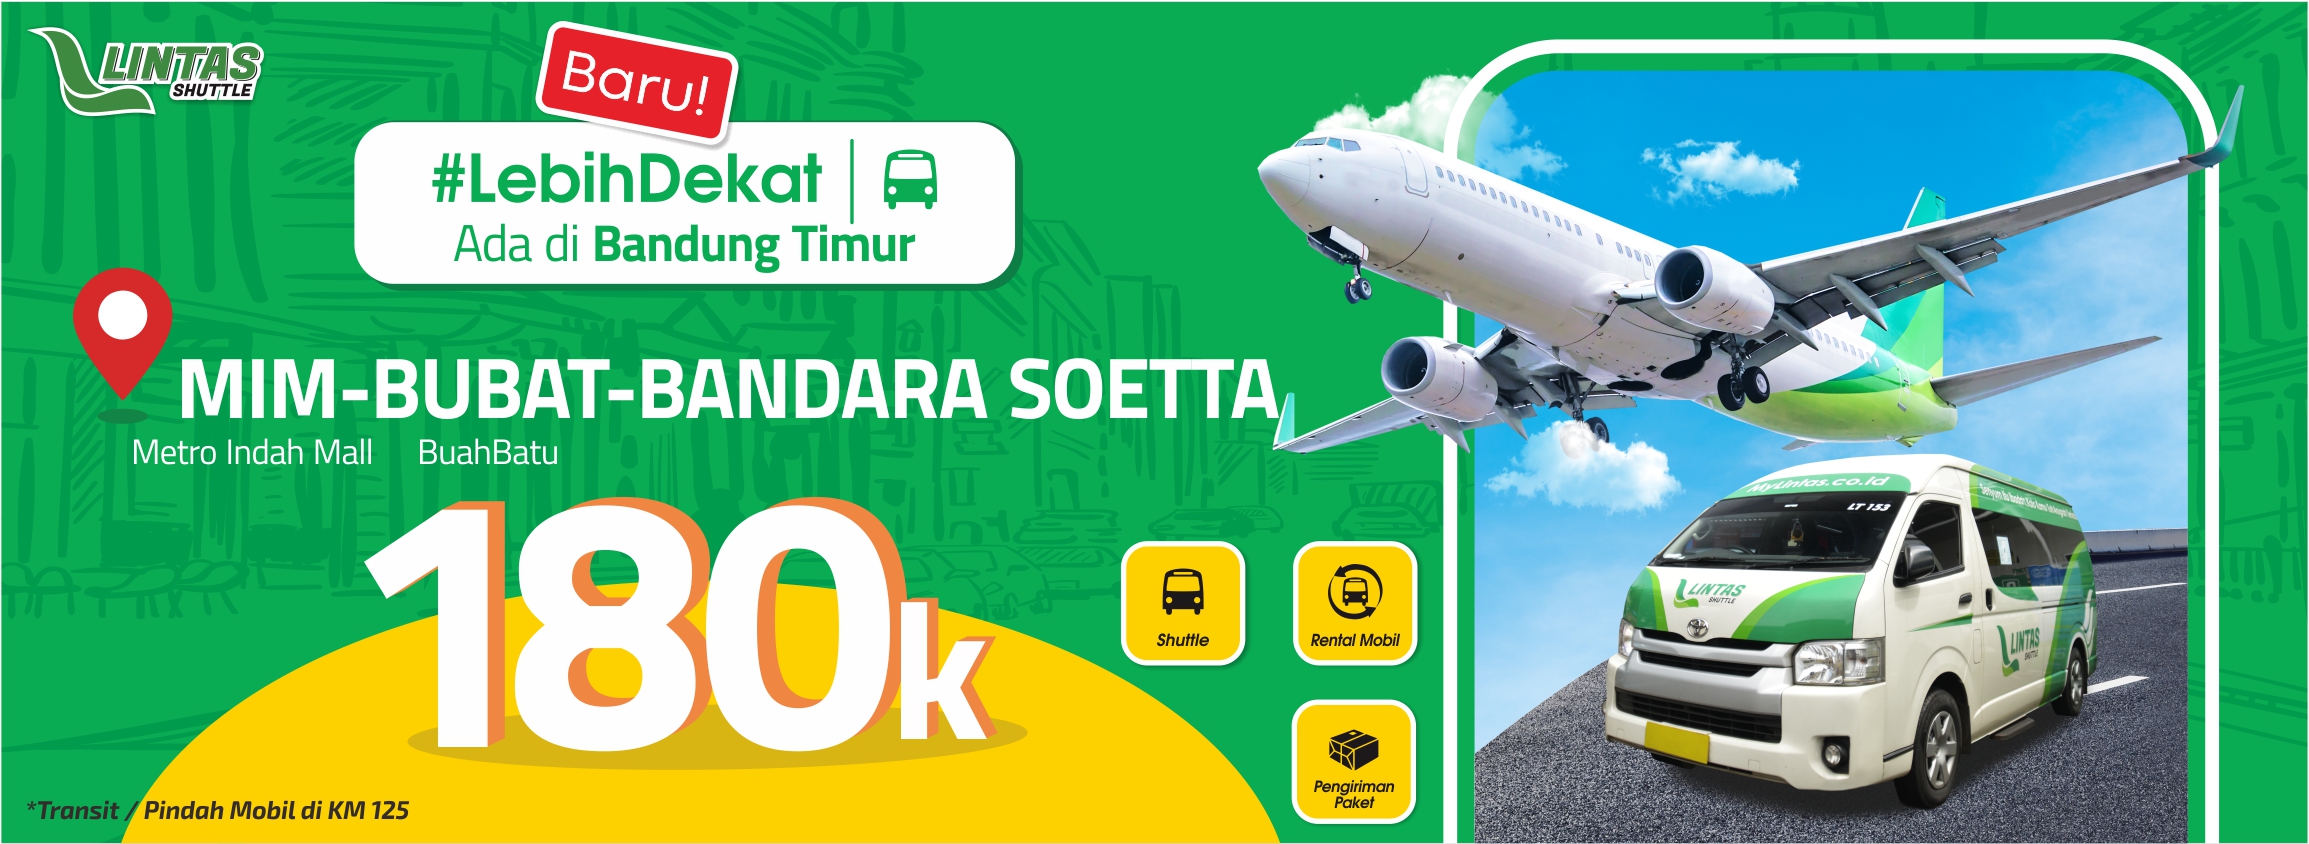 LINTAS
SHUTTLE
Baru!
#LebihDekat
Ada di Bandung Timur
MIM-BUBAT-BANDARA SOETTA
Metro Indah Mall BuahBatu
180k
Shuttle
Rental Mobil
Pengiriman
Paket
*Transit / Pindah Mobil di KM 125
MyLintas.co.id
LT 153
LINTAS
SHUTTLE
LINTAS
SHUTTLE